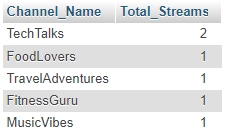 Channel_Name Total_Streams
TechTalks 2
FoodLovers 1
TravelAdventures 1
FitnessGuru 1
MusicVibes 1